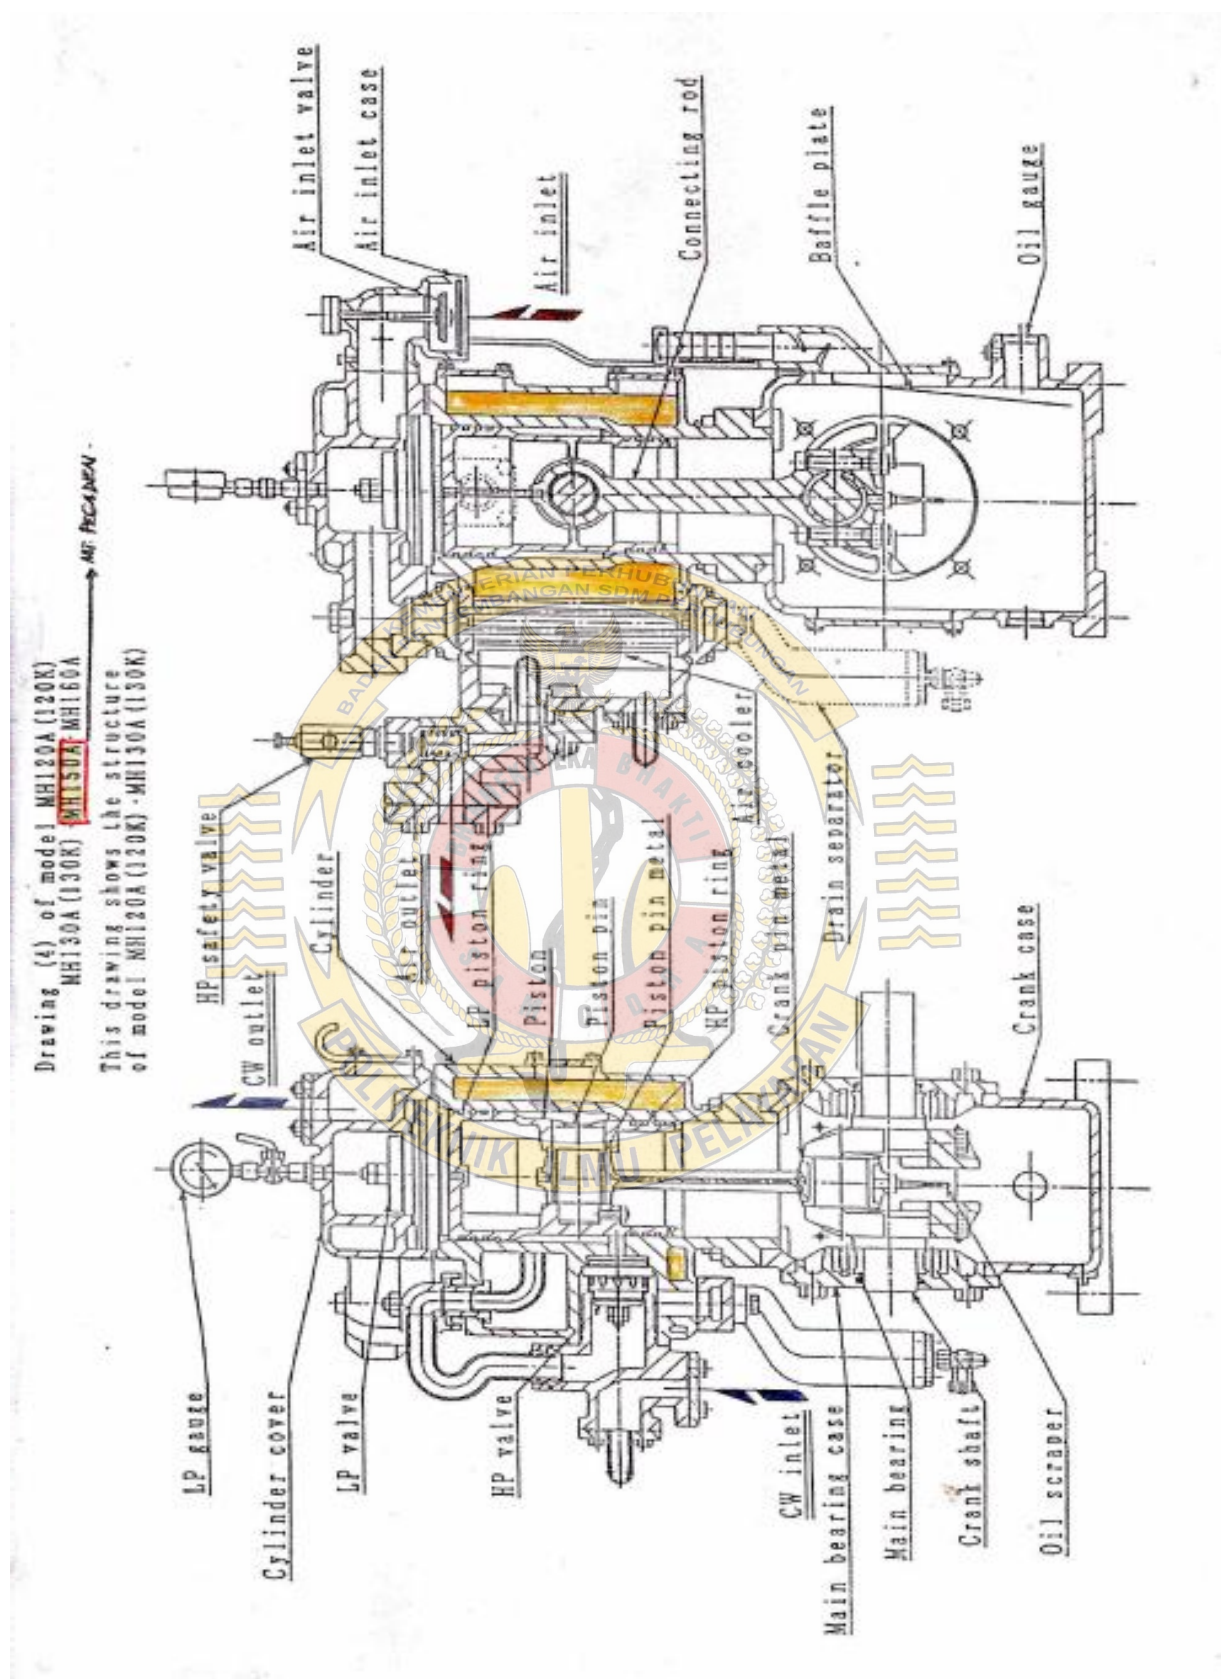 Drawing (4) of model MH120A(120K)
MH130A(130K) · MH150A · MH160A
This drawing shows the structure
of model MH120A(120K) · MH130A(130K)
LP gauge
Cylinder cover
LP valve
HP valve
CW inlet
Main bearing case
Main bearing
Crank shaft
Oil scraper
CW outlet
Cylinder
LP piston ring
Piston
Piston pin
Piston pin metal
HP piston ring
Crank pin metal
Crank case
HP safety valve
Air outlet
Air cooler
Drain separator
Air inlet valve
Air inlet case
Air inlet
Connecting rod
Baffle plate
Oil gauge
PELAYARAN
ILMU
BHAKTI